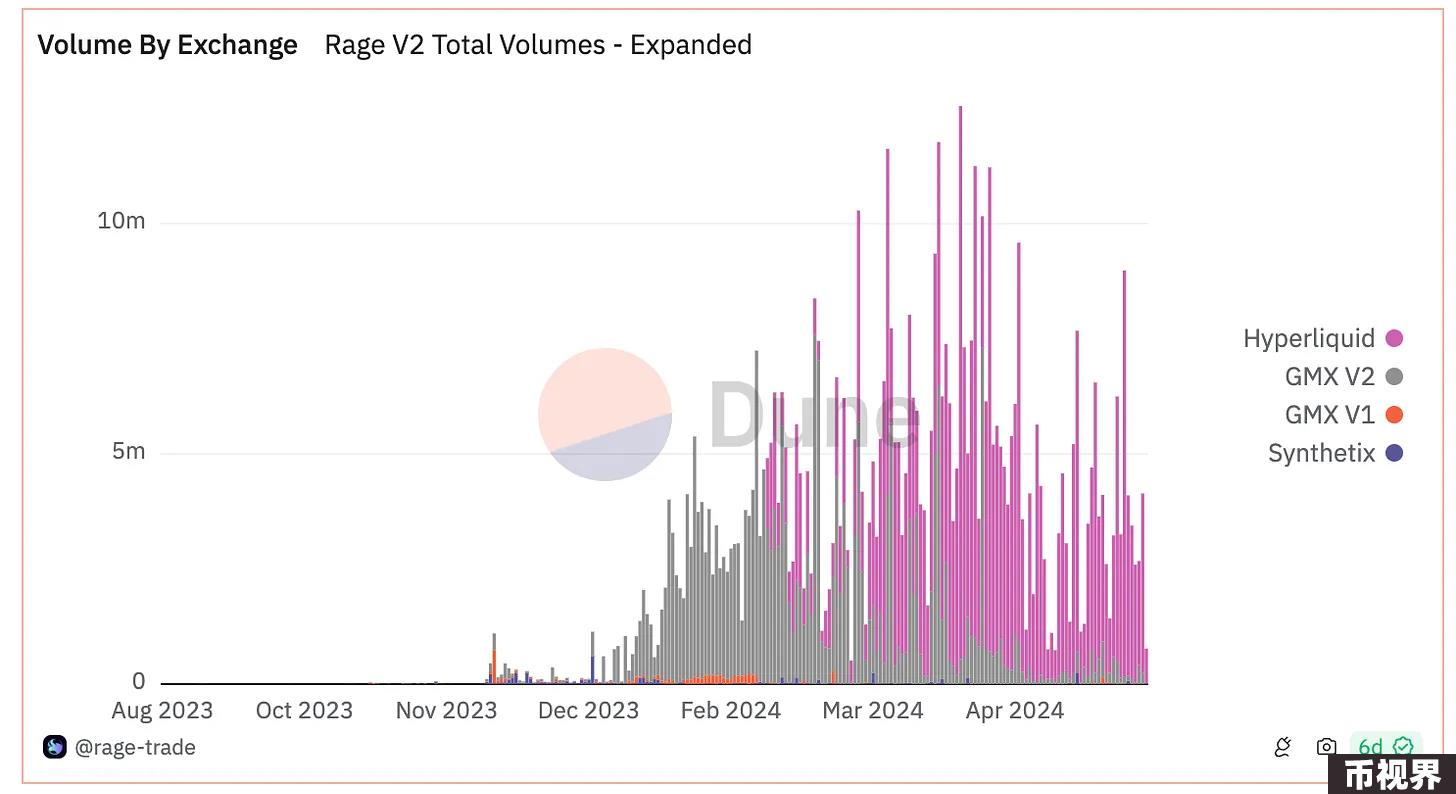 Volume By Exchange Rage V2 Total Volumes - Expanded
10m
5m
0
Dune
Hyperliquid
GMX V2
GMX V1
Synthetix
Aug 2023 Oct 2023 Nov 2023 Dec 2023 Feb 2024 Mar 2024 Apr 2024
@rage-trade
6d
币视界